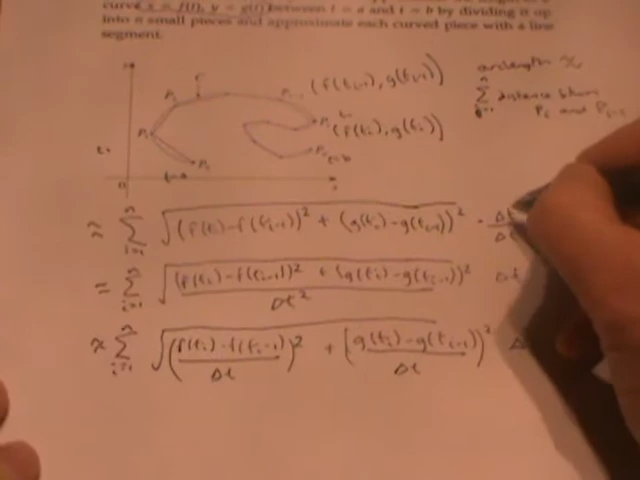 curve x = f(t), y = g(t) between t = a and t = b by dividing it up
into n small pieces and approximate each curved piece with a line
segment.
arclength ≈
(f(tᵢ₋₁), g(tᵢ₋₁))
n Σ distance btwn
Pᵢ and Pᵢ₋₁
(f(tᵢ), g(tᵢ))
t=b
t=a
≈ n Σ i=1 √(f(tᵢ)-f(tᵢ₋₁))² + (g(tᵢ)-g(tᵢ₋₁))² · Δt/Δt
= n Σ i=1 √(f(tᵢ)-f(tᵢ₋₁))² + (g(tᵢ)-g(tᵢ₋₁))² / Δt² Δt
≈ n Σ i=1 √(f(tᵢ)-f(tᵢ₋₁)/Δt)² + (g(tᵢ)-g(tᵢ₋₁)/Δt)²